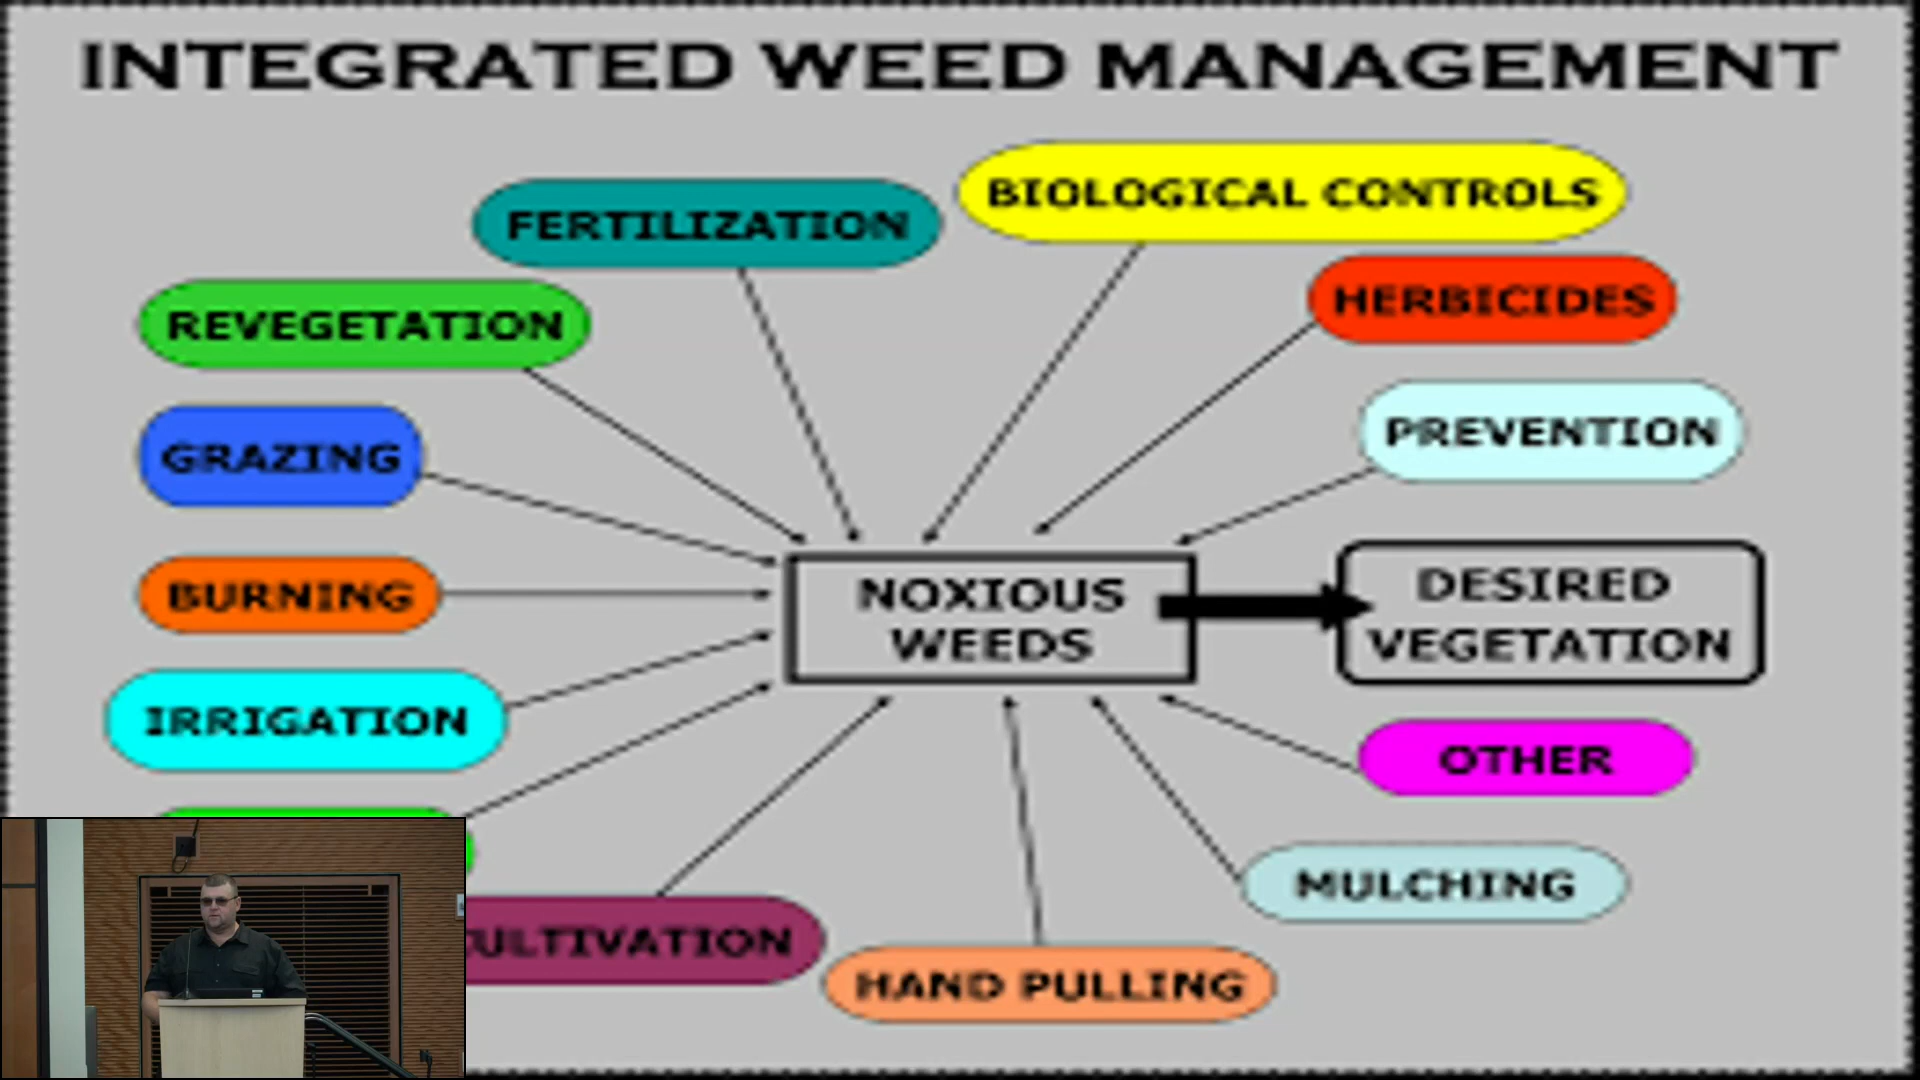 INTEGRATED WEED MANAGEMENT
BIOLOGICAL CONTROLS
FERTILIZATION
HERBICIDES
REVEGETATION
PREVENTION
GRAZING
BURNING
NOXIOUS
WEEDS
DESIRED
VEGETATION
IRRIGATION
OTHER
MULCHING
CULTIVATION
HAND PULLING